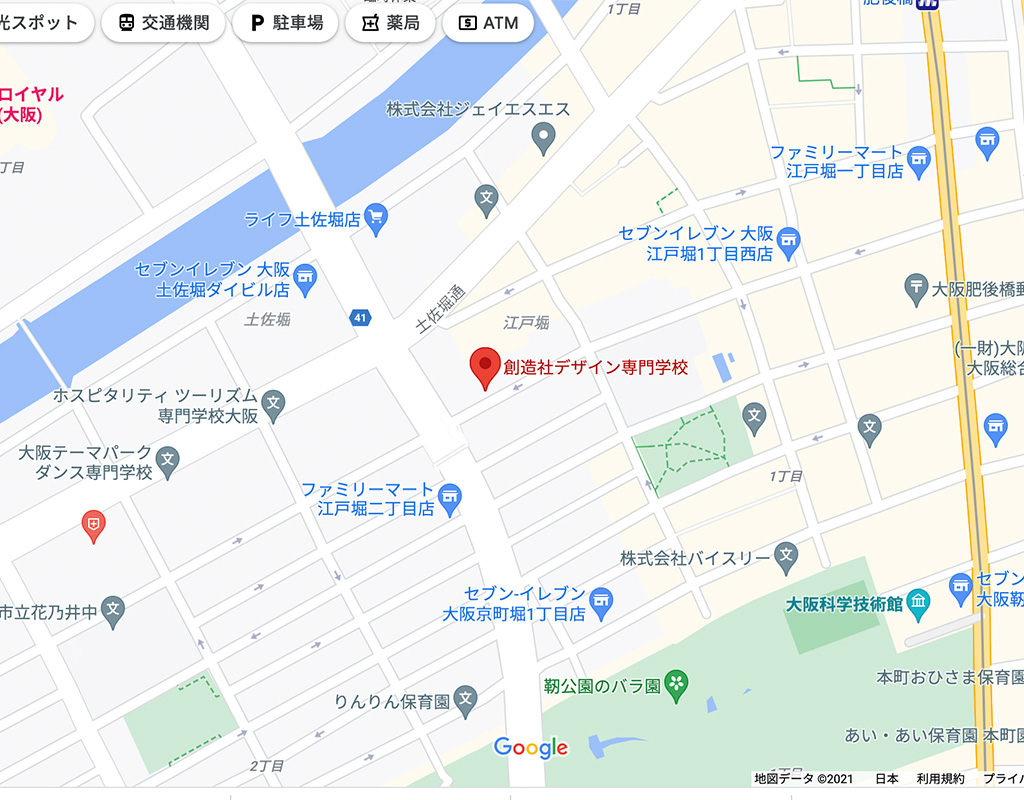 光スポット
交通機関
駐車場
薬局
ATM
1丁目
肥後橋
ロイヤル
(大阪)
丁目
株式会社ジェイエスエス
ファミリーマート
江戸堀一丁目店
ライフ土佐堀店
セブンイレブン 大阪
江戸堀1丁目西店
セブンイレブン 大阪
土佐堀ダイビル店
土佐堀
41
土佐堀通
江戸堀
大阪肥後橋郵
(一財)大阪
大阪総合
創造社デザイン専門学校
ホスピタリティ ツーリズム
専門学校大阪
大阪テーマパーク
ダンス専門学校
ファミリーマート
江戸堀二丁目店
1丁目
株式会社バイスリー
セブン-イレブン
大阪京町堀1丁目店
セブン
大阪靱
大阪科学技術館
市立花乃井中
靭公園のバラ園
本町おひさま保育園
りんりん保育園
あい・あい保育園 本町園
Google
2丁目
1丁目
地図データ ©2021
日本
利用規約
プライバ